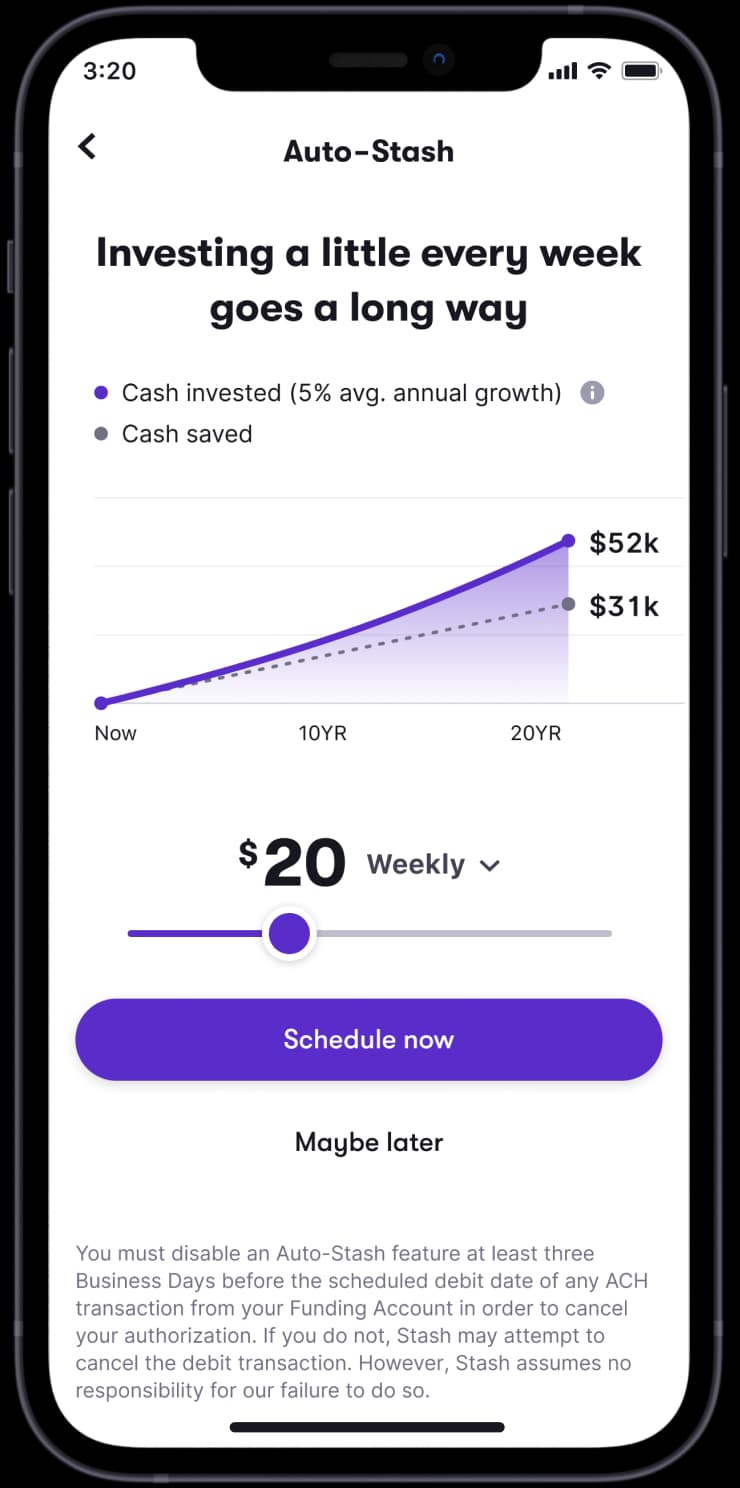 3:20
Auto-Stash
Investing a little every week
goes a long way
Cash invested (5% avg. annual growth)
Cash saved
$52k
$31k
Now 10YR 20YR
$20 Weekly
Schedule now
Maybe later
You must disable an Auto-Stash feature at least three
Business Days before the scheduled debit date of any ACH
transaction from your Funding Account in order to cancel
your authorization. If you do not, Stash may attempt to
cancel the debit transaction. However, Stash assumes no
responsibility for our failure to do so.